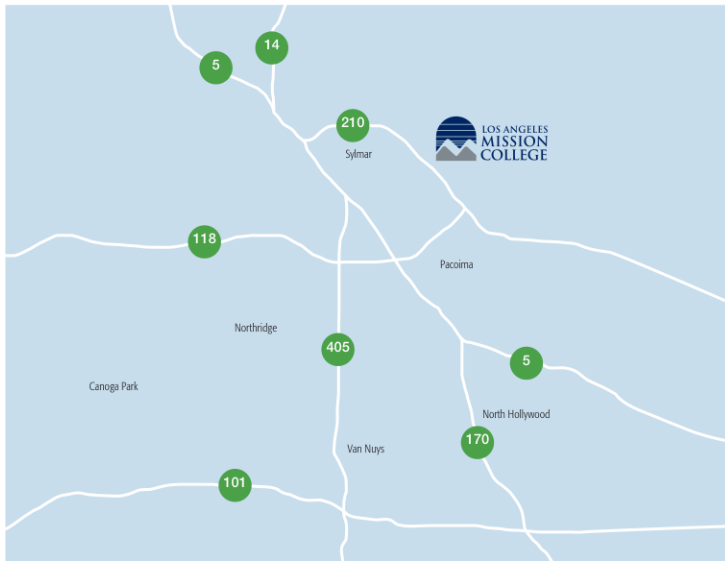 14
5
210
LOS ANGELES
MISSION
COLLEGE
Sylmar
118
Pacoima
Northridge
405
5
Canoga Park
North Hollywood
170
Van Nuys
101